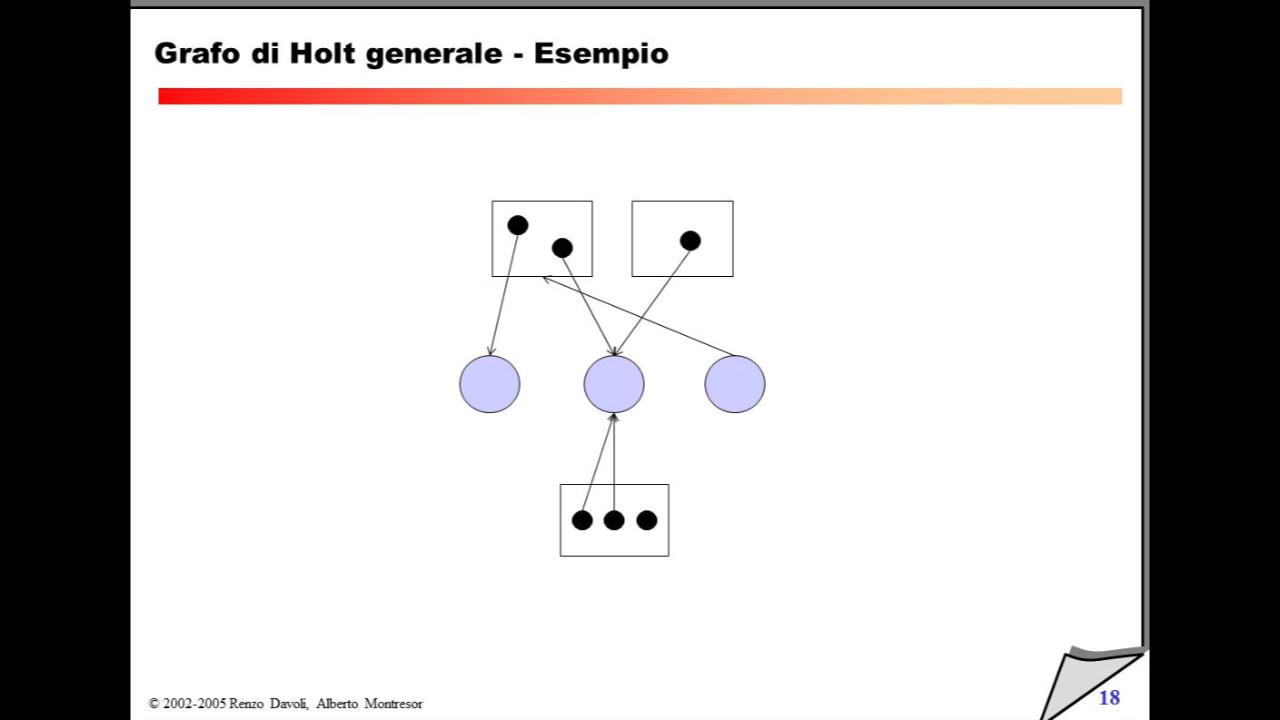 Grafo di Holt generale - Esempio
© 2002-2005 Renzo Davoli, Alberto Montresor
18